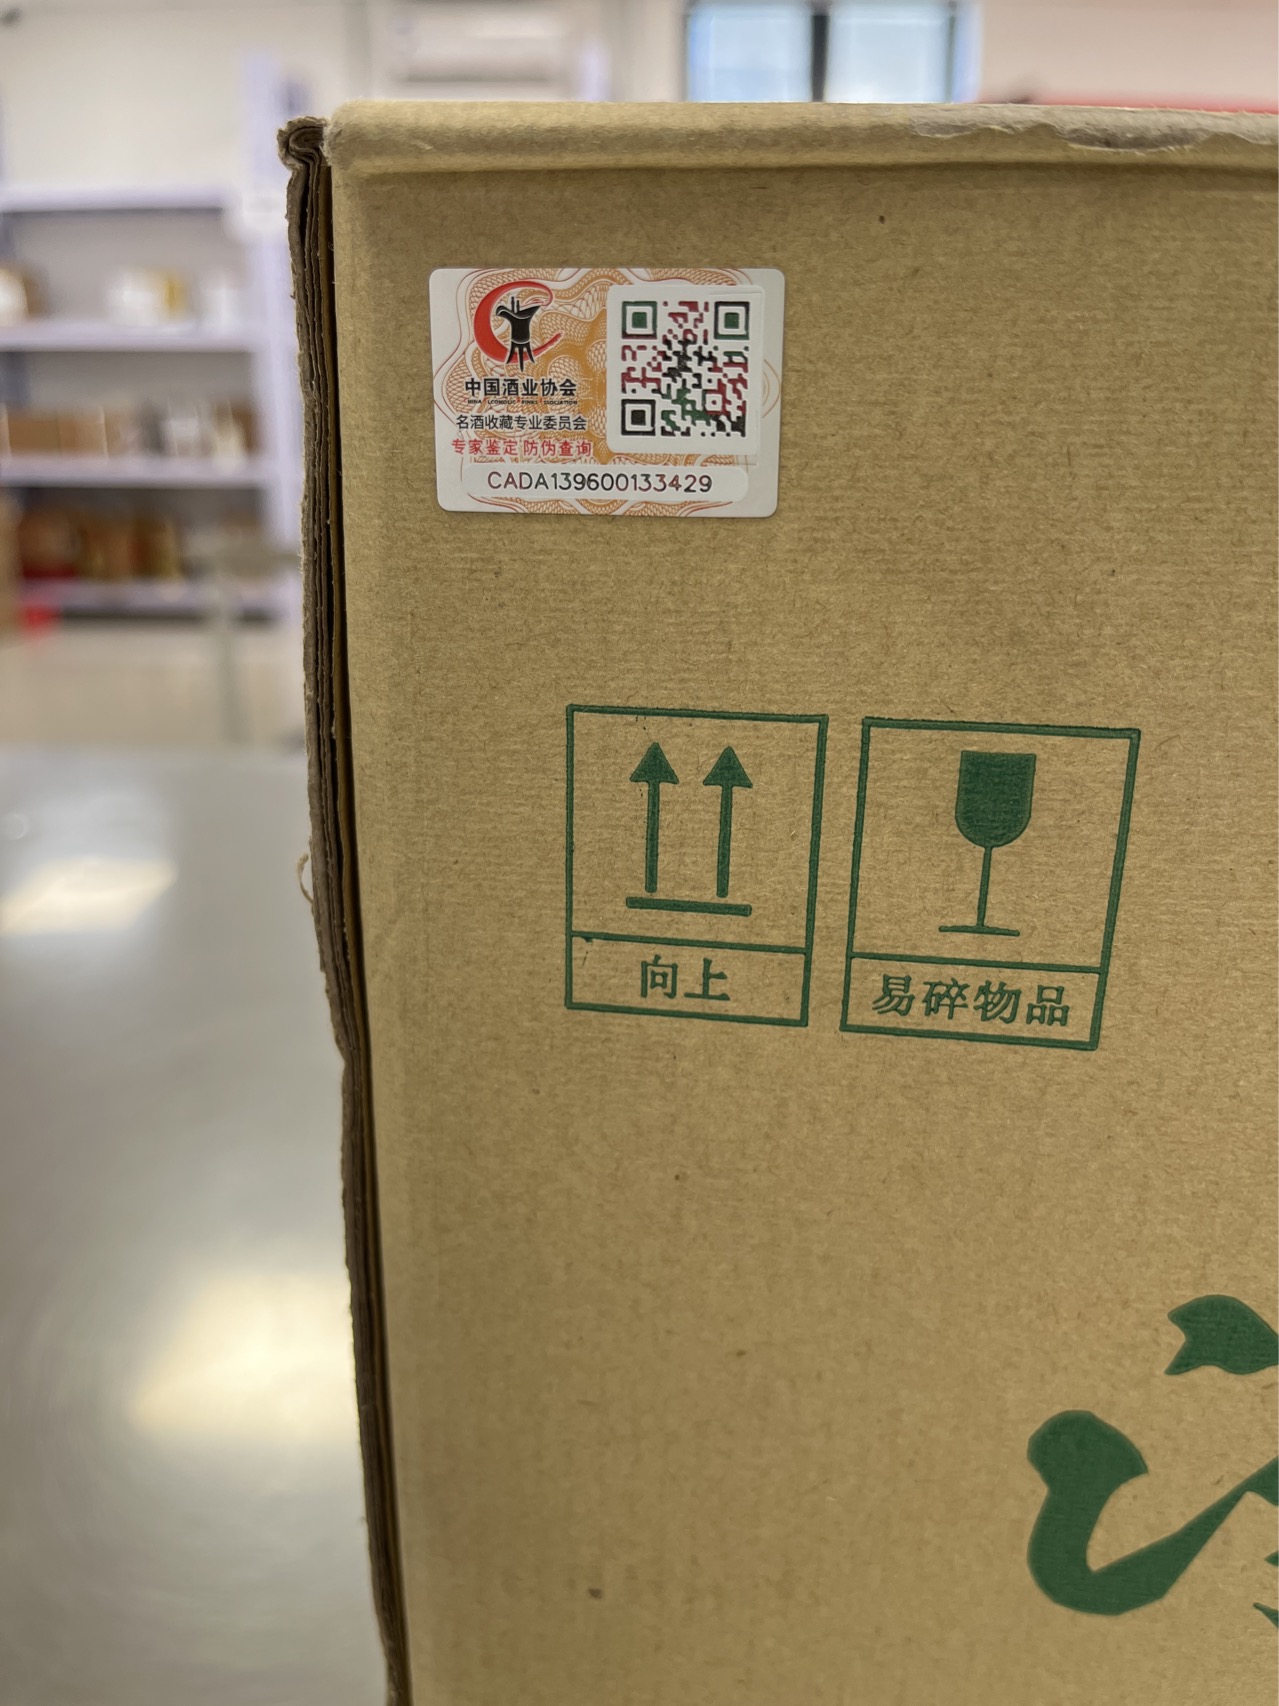 中国酒业协会
名酒收藏专业委员会
专家鉴定 防伪查询
CADA139600133429
向上
易碎物品